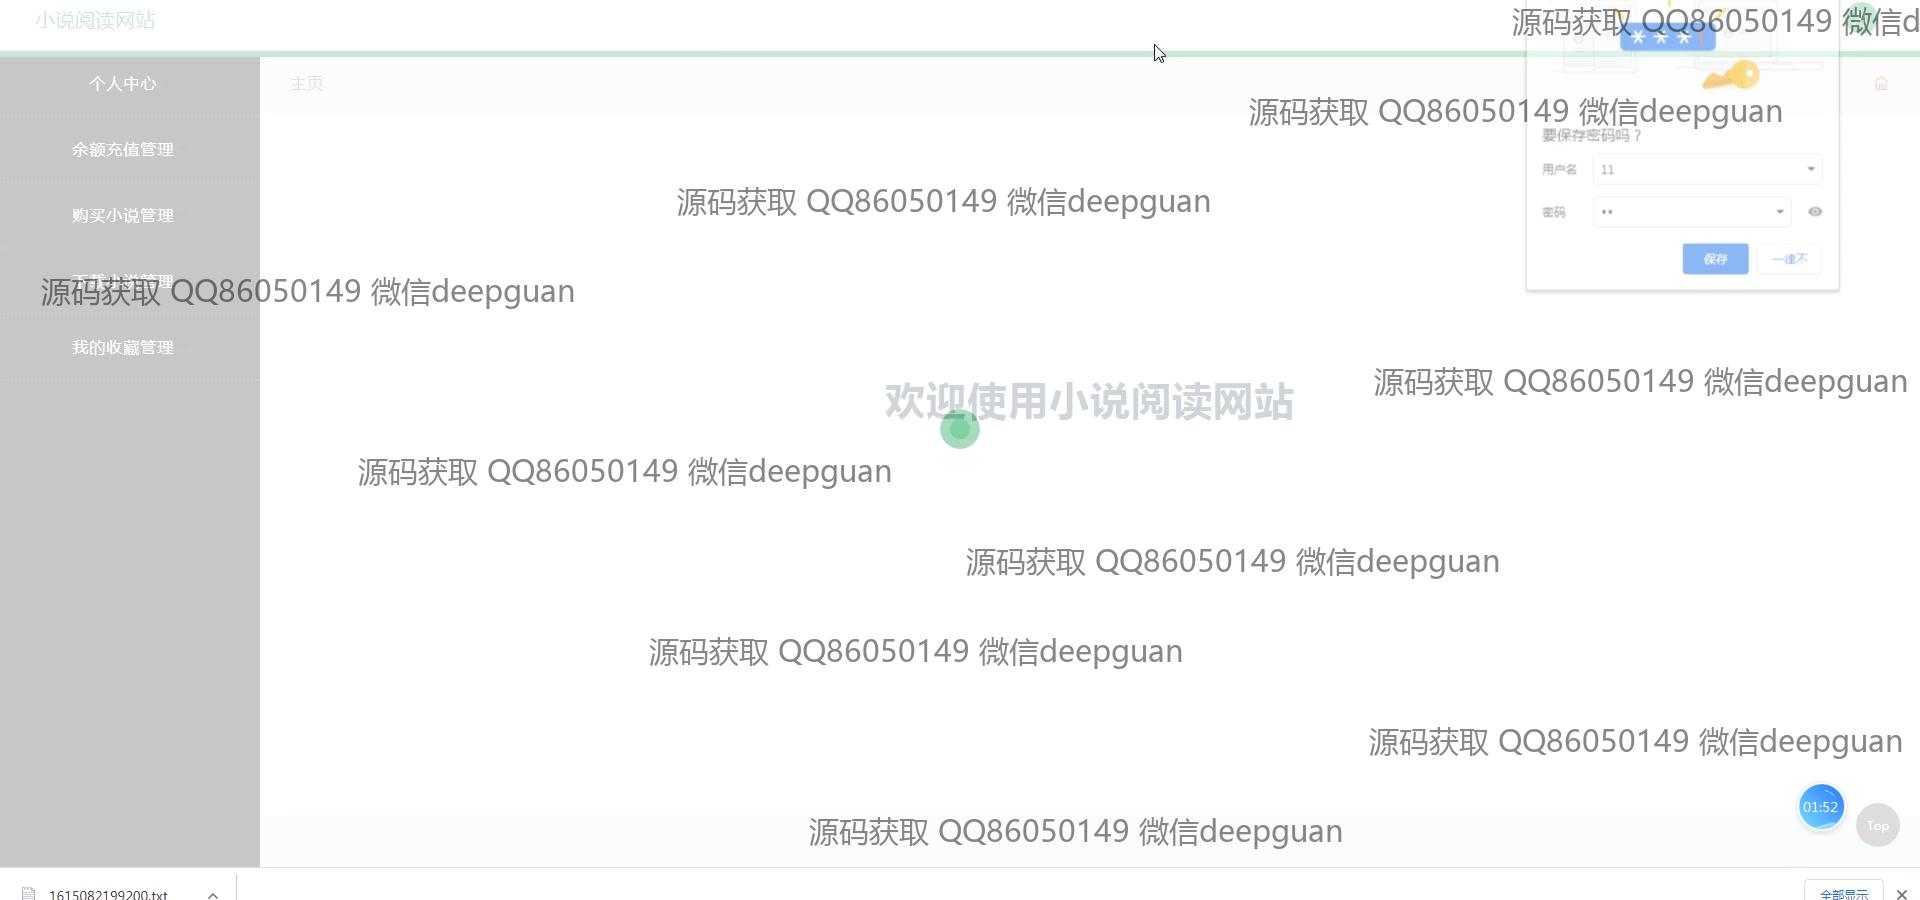 小说阅读网站
源码获取 QQ86050149 微信d
***
个人中心
主页
源码获取 QQ86050149 微信deepguan
要保存密码吗？
余额充值管理
用户名 11
源码获取 QQ86050149 微信deepguan
购买小说管理
密码 ••
保存 一律不
下载小说管理
源码获取 QQ86050149 微信deepguan
我的收藏管理
源码获取 QQ86050149 微信deepguan
欢迎使用小说阅读网站
源码获取 QQ86050149 微信deepguan
源码获取 QQ86050149 微信deepguan
源码获取 QQ86050149 微信deepguan
源码获取 QQ86050149 微信deepguan
01:52
Top
源码获取 QQ86050149 微信deepguan
1615082199200.txt
全部显示